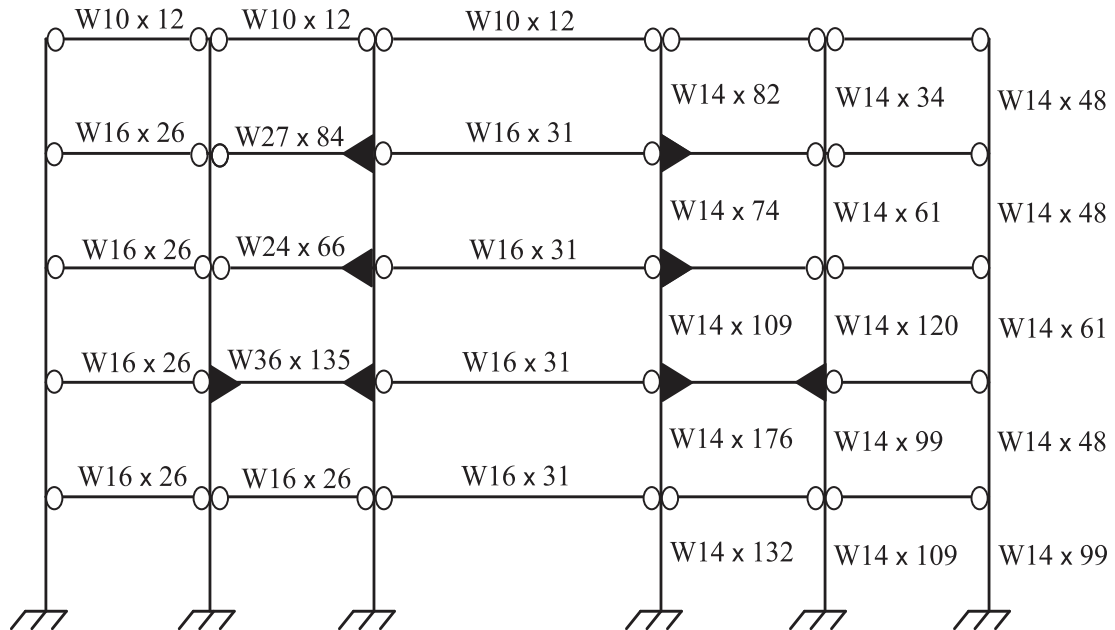 W10 x 12
W10 x 12
W10 x 12
W14 x 82
W14 x 34
W14 x 48
W16 x 26
W27 x 84
W16 x 31
W14 x 74
W14 x 61
W14 x 48
W16 x 26
W24 x 66
W16 x 31
W14 x 109
W14 x 120
W14 x 61
W16 x 26
W36 x 135
W16 x 31
W14 x 176
W14 x 99
W14 x 48
W16 x 26
W16 x 26
W16 x 31
W14 x 132
W14 x 109
W14 x 99